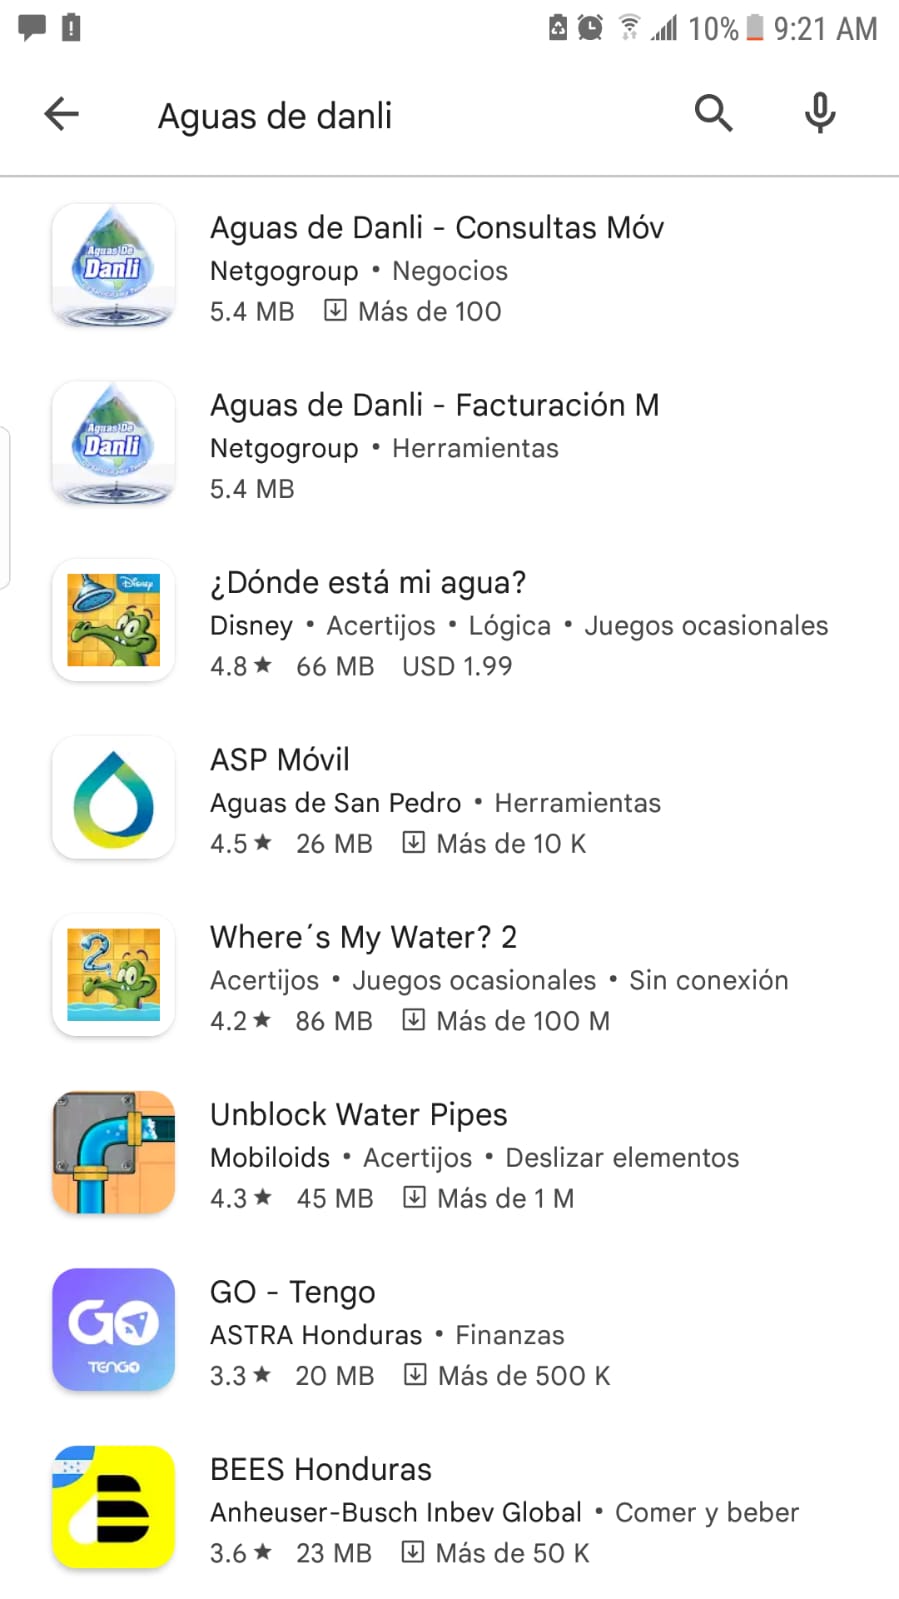 10% 9:21 AM
Aguas de danli
Aguas De
Danli
Aguas de Danli - Consultas Móv
Netgogroup • Negocios
5.4 MB Más de 100
Aguas De
Danli
Aguas de Danli - Facturación M
Netgogroup • Herramientas
5.4 MB
Disney
¿Dónde está mi agua?
Disney • Acertijos • Lógica • Juegos ocasionales
4.8★ 66 MB USD 1.99
ASP Móvil
Aguas de San Pedro • Herramientas
4.5★ 26 MB Más de 10 K
2
Where´s My Water? 2
Acertijos • Juegos ocasionales • Sin conexión
4.2★ 86 MB Más de 100 M
Unblock Water Pipes
Mobiloids • Acertijos • Deslizar elementos
4.3★ 45 MB Más de 1 M
GO
TENGO
GO - Tengo
ASTRA Honduras • Finanzas
3.3★ 20 MB Más de 500 K
B
BEES Honduras
Anheuser-Busch Inbev Global • Comer y beber
3.6★ 23 MB Más de 50 K